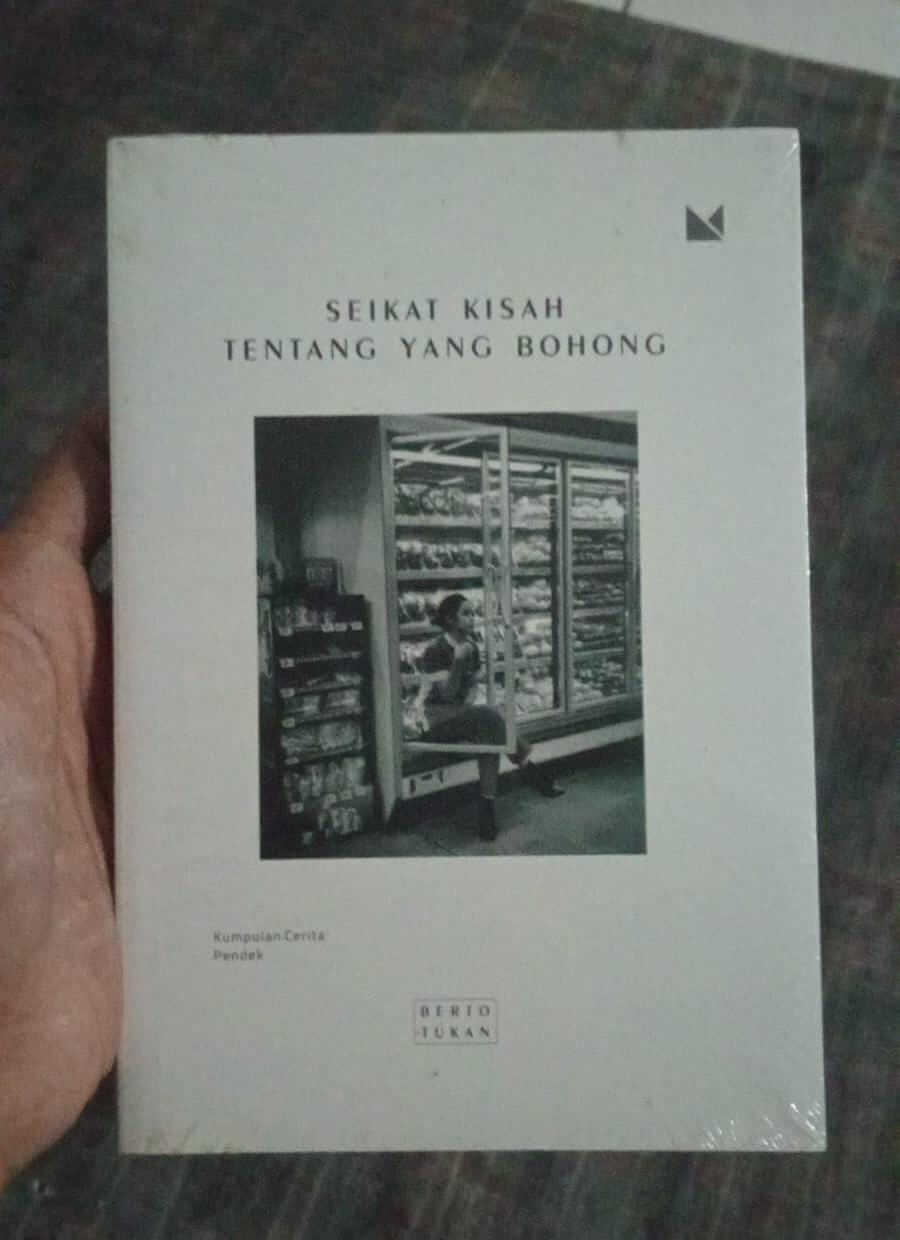 SEIKAT KISAH
TENTANG YANG BOHONG
Kumpulan Cerita
Pendek
BERTO
TUKAN